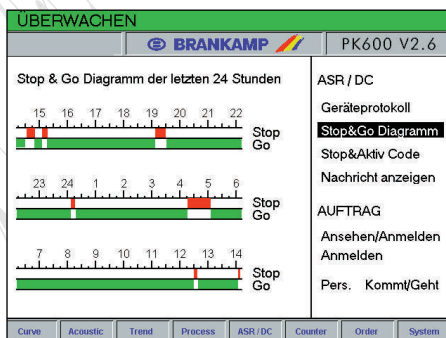 ÜBERWACHEN
BRANKAMP
PK600 V2.6
Stop & Go Diagramm der letzten 24 Stunden
15 16 17 18 19 20 21 22
Stop
Go
23 24 1 2 3 4 5 6
Stop
Go
7 8 9 10 11 12 13 14
Stop
Go
ASR / DC
Geräteprotokoll
Stop&Go Diagramm
Stop&Aktiv Code
Nachricht anzeigen
AUFTRAG
Ansehen/Anmelden
Anmelden
Pers. Kommt/Geht
Curve Acoustic Trend Process ASR/DC Counter Order System